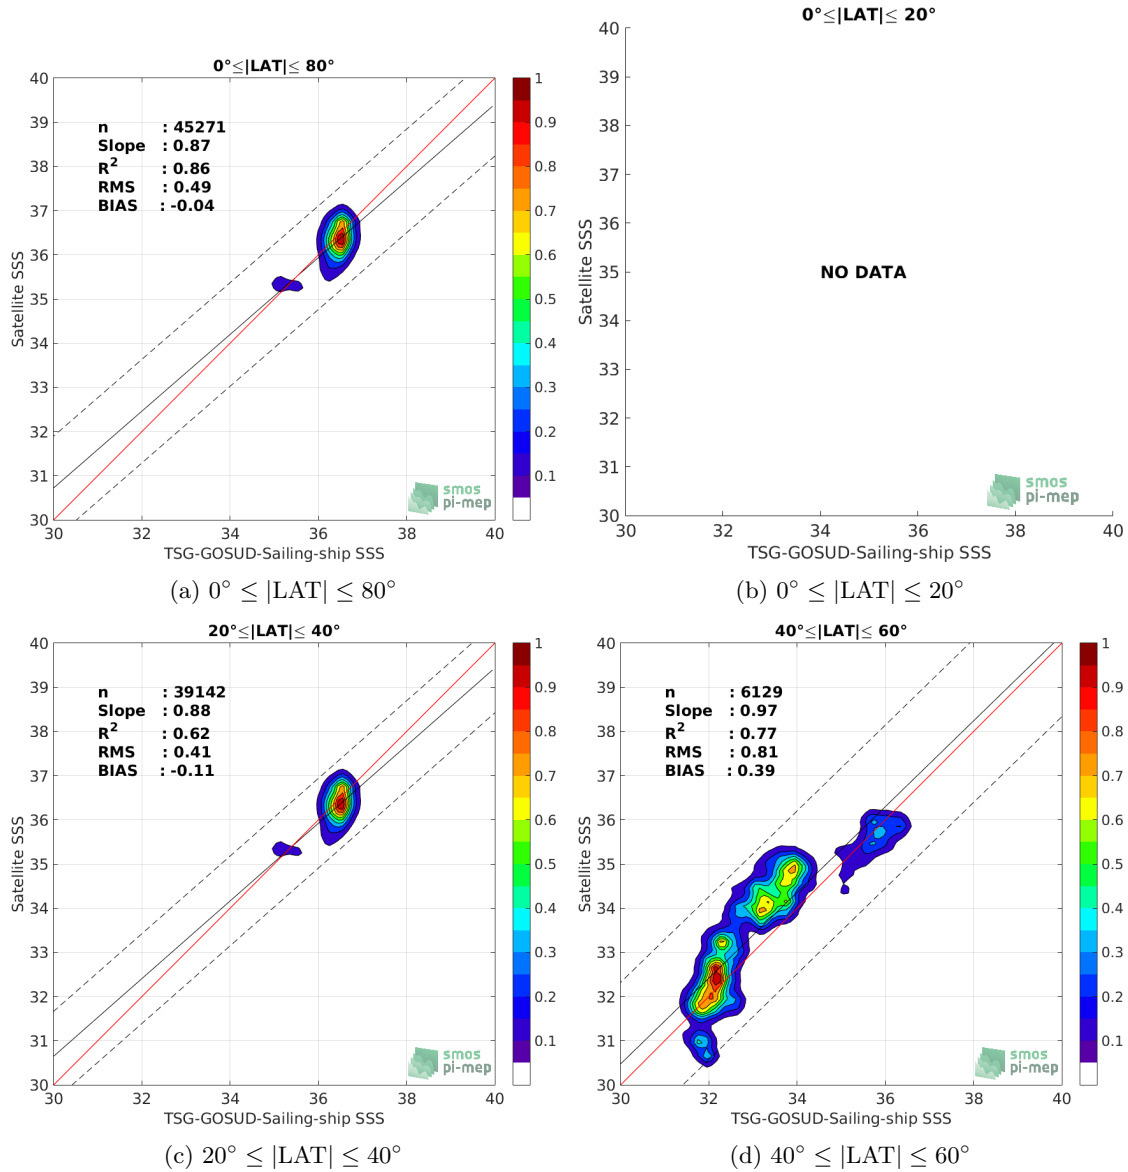 0°≤|LAT|≤ 80°
40
39
38
37
36
35
34
33
32
31
30
Satellite SSS
n : 45271
Slope : 0.87
R² : 0.86
RMS : 0.49
BIAS : -0.04
smos
pi-mep
30 32 34 36 38 40
TSG-GOSUD-Sailing-ship SSS
1
0.9
0.8
0.7
0.6
0.5
0.4
0.3
0.2
0.1
(a) 0° ≤ |LAT| ≤ 80°
0°≤|LAT|≤ 20°
40
39
38
37
36
35
34
33
32
31
30
Satellite SSS
NO DATA
smos
pi-mep
30 32 34 36 38 40
TSG-GOSUD-Sailing-ship SSS
(b) 0° ≤ |LAT| ≤ 20°
20°≤|LAT|≤ 40°
40
39
38
37
36
35
34
33
32
31
30
Satellite SSS
n : 39142
Slope : 0.88
R² : 0.62
RMS : 0.41
BIAS : -0.11
smos
pi-mep
30 32 34 36 38 40
TSG-GOSUD-Sailing-ship SSS
1
0.9
0.8
0.7
0.6
0.5
0.4
0.3
0.2
0.1
(c) 20° ≤ |LAT| ≤ 40°
40°≤|LAT|≤ 60°
40
39
38
37
36
35
34
33
32
31
30
Satellite SSS
n : 6129
Slope : 0.97
R² : 0.77
RMS : 0.81
BIAS : 0.39
smos
pi-mep
30 32 34 36 38 40
TSG-GOSUD-Sailing-ship SSS
1
0.9
0.8
0.7
0.6
0.5
0.4
0.3
0.2
0.1
(d) 40° ≤ |LAT| ≤ 60°